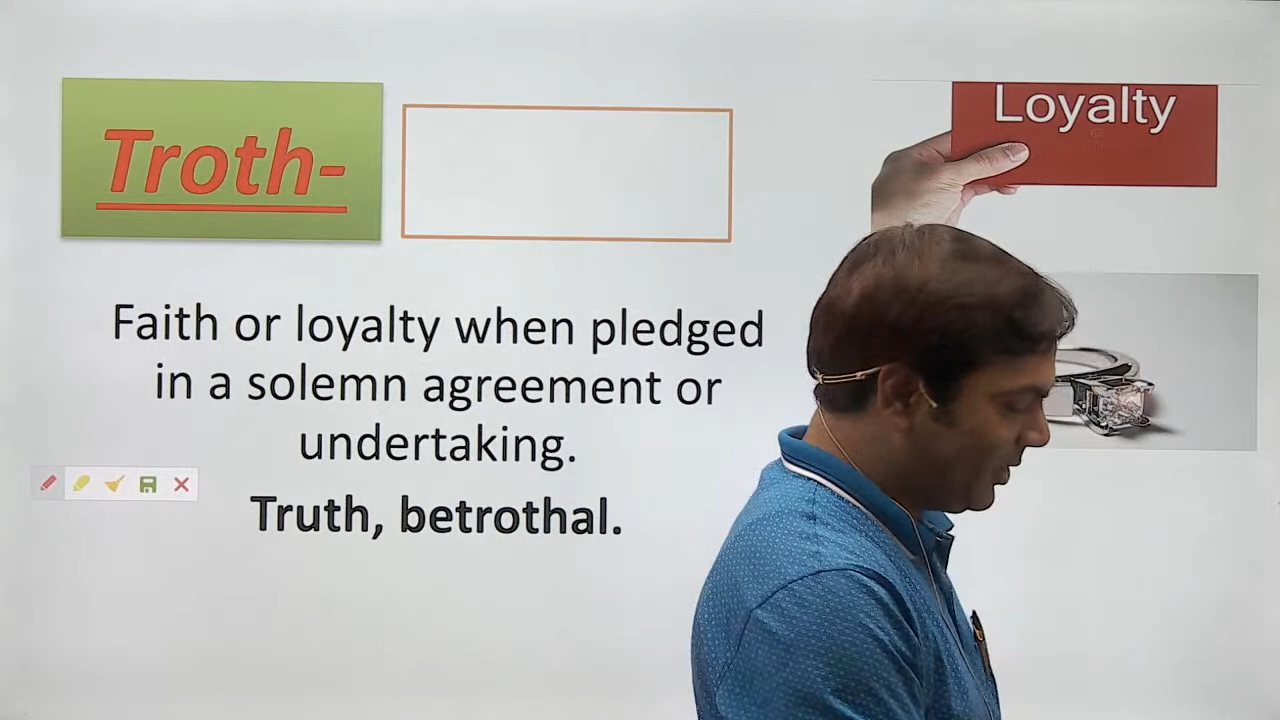 Troth-
Loyalty
Faith or loyalty when pledged
in a solemn agreement or
undertaking.
Truth, betrothal.